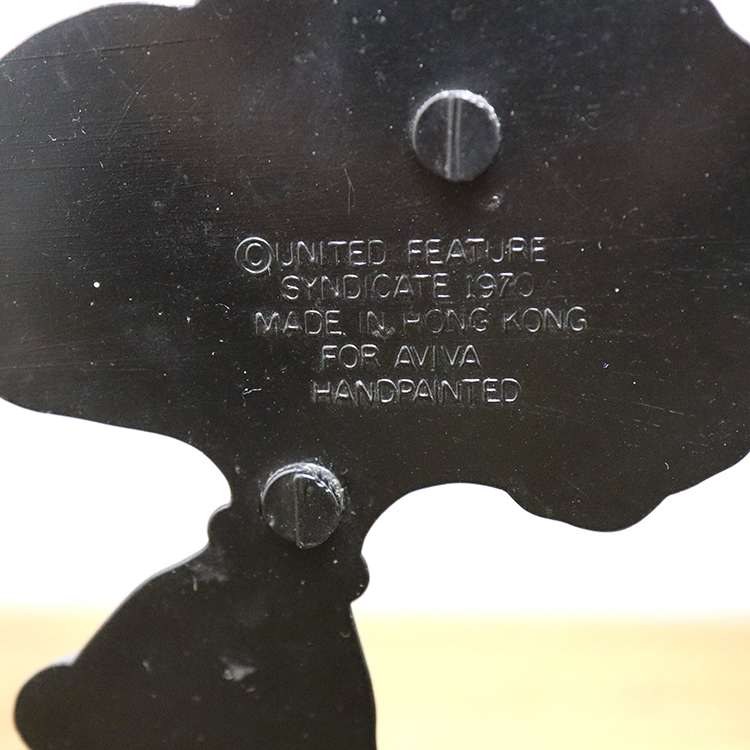 ©UNITED FEATURE
SYNDICATE 1970
MADE IN HONG KONG
FOR AVIVA
HANDPAINTED